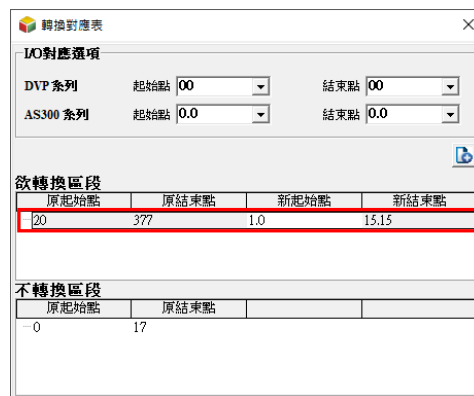 轉換對應表
I/O對應選項
DVP 系列 起始點 00 結束點 00
AS300 系列 起始點 0.0 結束點 0.0
欲轉換區段
原起始點 原結束點 新起始點 新結束點
20 377 1.0 15.15
不轉換區段
原起始點 原結束點
0 17